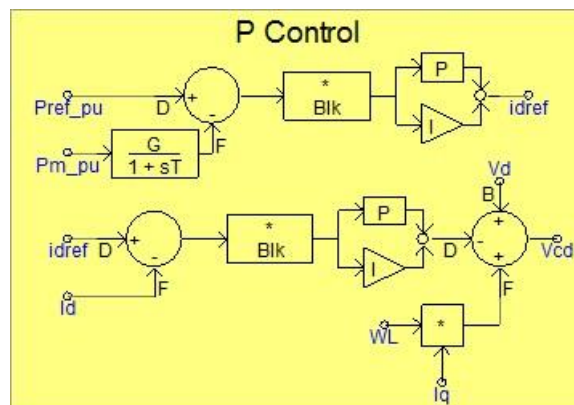 P Control
Pref_pu
D
+
-
*
Blk
P
I
idref
Pm_pu
G
1 + sT
F
Vd
B
idref
D
+
-
*
Blk
P
I
D
-
+
+
Vcd
Id
F
F
WL
*
Iq